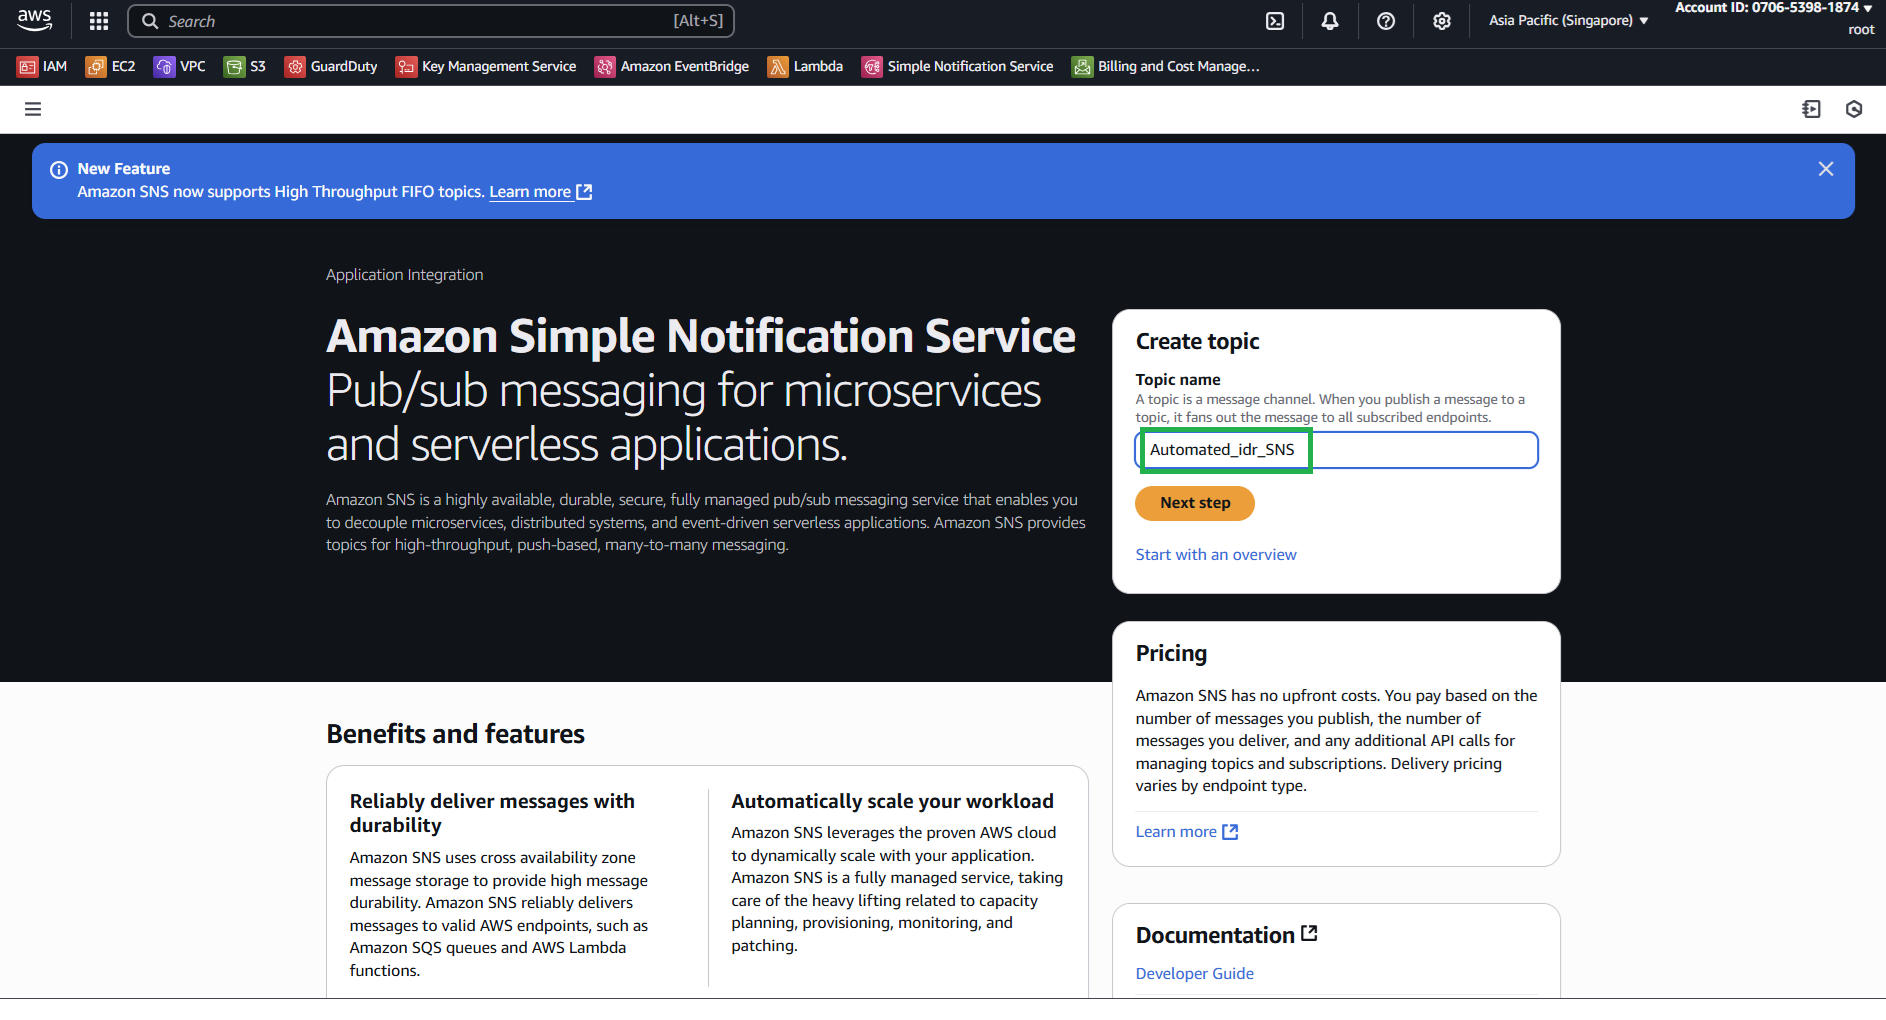 aws
Search
[Alt+S]
Asia Pacific (Singapore)
Account ID: 0706-5398-1874
root
IAM
EC2
VPC
S3
GuardDuty
Key Management Service
Amazon EventBridge
Lambda
Simple Notification Service
Billing and Cost Manage...
New Feature
Amazon SNS now supports High Throughput FIFO topics. Learn more
Application Integration
Amazon Simple Notification Service
Pub/sub messaging for microservices
and serverless applications.
Amazon SNS is a highly available, durable, secure, fully managed pub/sub messaging service that enables you
to decouple microservices, distributed systems, and event-driven serverless applications. Amazon SNS provides
topics for high-throughput, push-based, many-to-many messaging.
Create topic
Topic name
A topic is a message channel. When you publish a message to a
topic, it fans out the message to all subscribed endpoints.
Automated_idr_SNS
Next step
Start with an overview
Pricing
Amazon SNS has no upfront costs. You pay based on the
number of messages you publish, the number of
messages you deliver, and any additional API calls for
managing topics and subscriptions. Delivery pricing
varies by endpoint type.
Learn more
Benefits and features
Reliably deliver messages with
durability
Amazon SNS uses cross availability zone
message storage to provide high message
durability. Amazon SNS reliably delivers
messages to valid AWS endpoints, such as
Amazon SQS queues and AWS Lambda
functions.
Automatically scale your workload
Amazon SNS leverages the proven AWS cloud
to dynamically scale with your application.
Amazon SNS is a fully managed service, taking
care of the heavy lifting related to capacity
planning, provisioning, monitoring, and
patching.
Documentation
Developer Guide